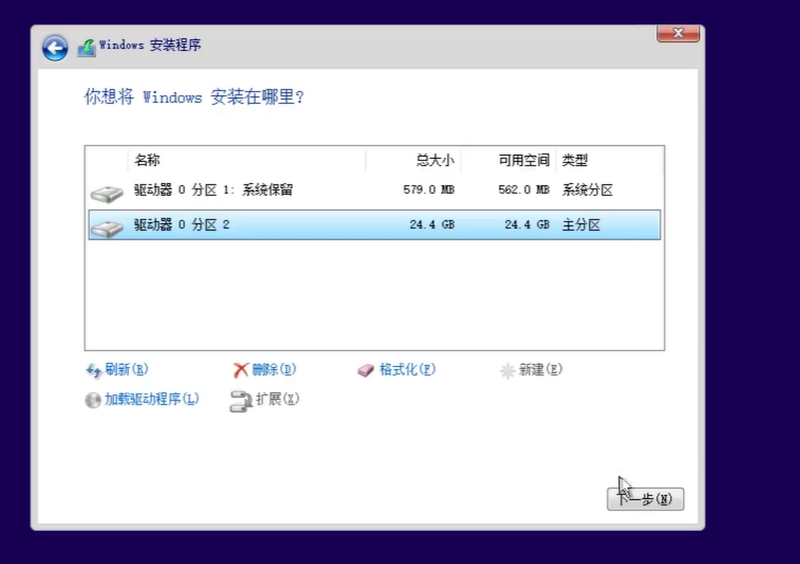 Windows 安装程序
你想将 Windows 安装在哪里?
名称 总大小 可用空间 类型
驱动器 0 分区 1: 系统保留 579.0 MB 562.0 MB 系统分区
驱动器 0 分区 2 24.4 GB 24.4 GB 主分区
刷新(R) 删除(D) 格式化(F) 新建(E)
加载驱动程序(L) 扩展(X)
下一步(N)